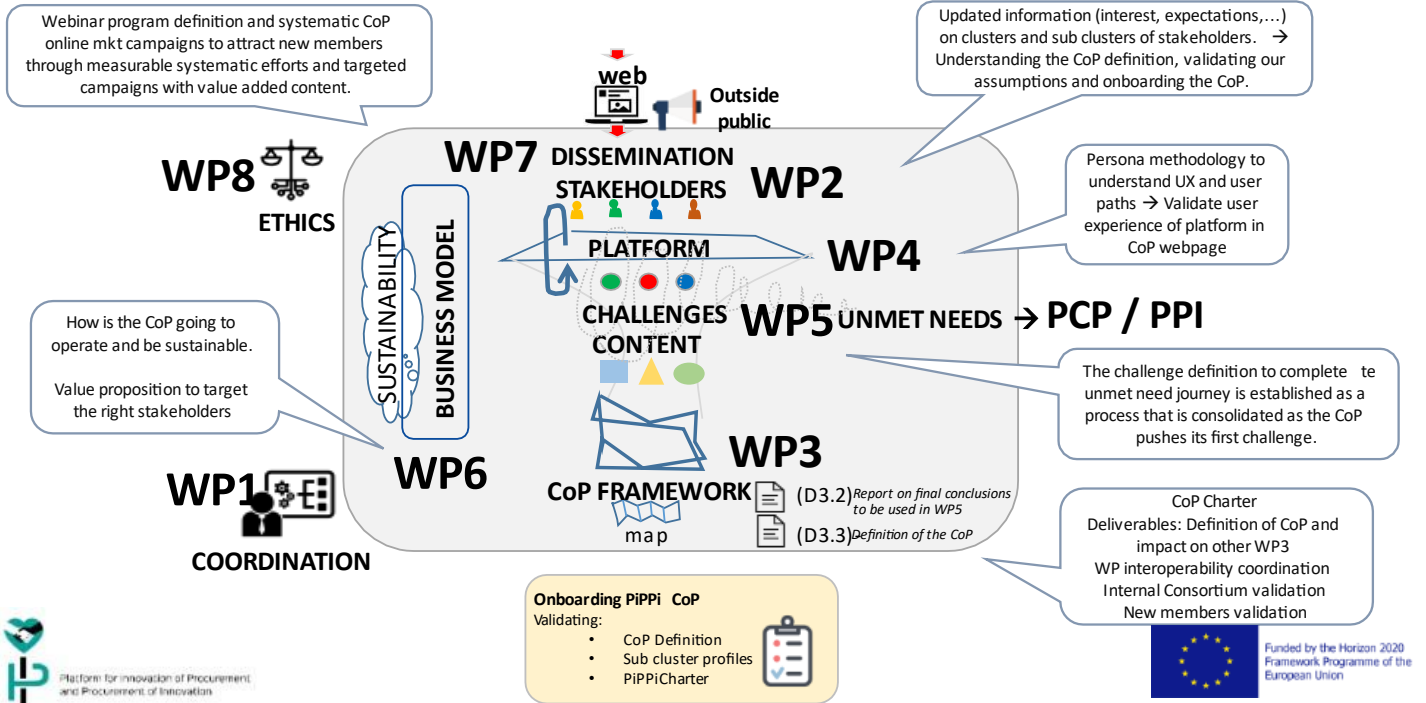 Webinar program definition and systematic CoP
online mkt campaigns to attract new members
through measurable systematic efforts and targeted
campaigns with value added content.
Updated information (interest, expectations,…)
on clusters and sub clusters of stakeholders. →
Understanding the CoP definition, validating our
assumptions and onboarding the CoP.
web
Outside
public
WP7
DISSEMINATION
STAKEHOLDERS
WP2
WP8
ETHICS
Persona methodology to
understand UX and user
paths → Validate user
experience of platform in
CoP webpage
SUSTAINABILITY
BUSINESS MODEL
PLATFORM
WP4
CHALLENGES
CONTENT
WP5
UNMET NEEDS → PCP / PPI
How is the CoP going to
operate and be sustainable.
Value proposition to target
the right stakeholders
The challenge definition to complete te
unmet need journey is established as a
process that is consolidated as the CoP
pushes its first challenge.
WP6
WP3
WP1
COORDINATION
CoP FRAMEWORK
map
(D3.2) Report on final conclusions
to be used in WP5
(D3.3)-Definition of the CoP
CoP Charter
Deliverables: Definition of CoP and
impact on other WP3
WP interoperability coordination
Internal Consortium validation
New members validation
Onboarding PiPPi CoP
Validating:
• CoP Definition
• Sub cluster profiles
• PiPPiCharter
Platform for Innovation of Procurement
and Procurement of Innovation
Funded by the Horizon 2020
Framework Programme of the
European Union